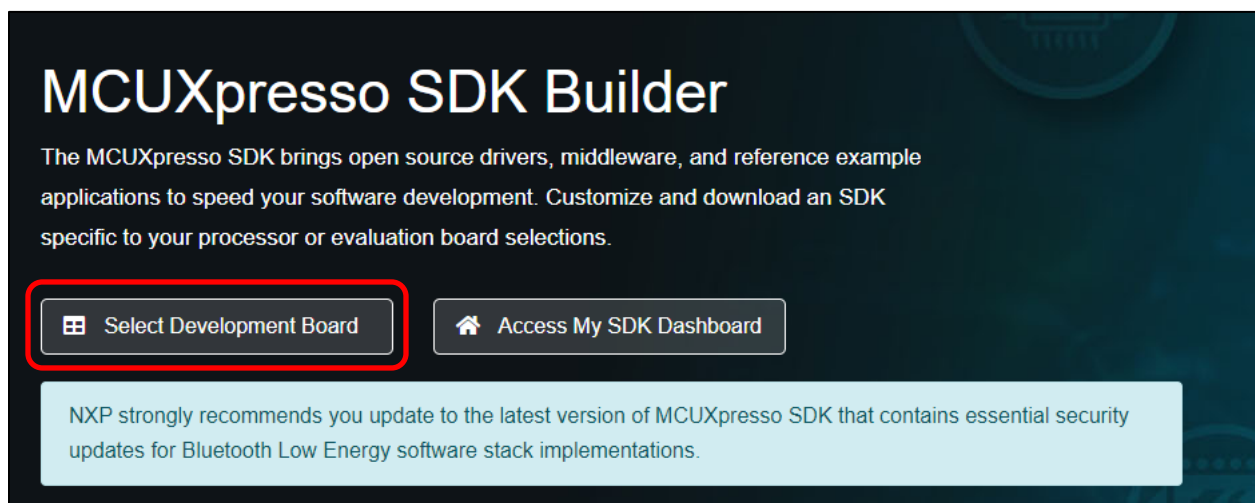 MCUXpresso SDK Builder
The MCUXpresso SDK brings open source drivers, middleware, and reference example
applications to speed your software development. Customize and download an SDK
specific to your processor or evaluation board selections.
Select Development Board
Access My SDK Dashboard
NXP strongly recommends you update to the latest version of MCUXpresso SDK that contains essential security
updates for Bluetooth Low Energy software stack implementations.